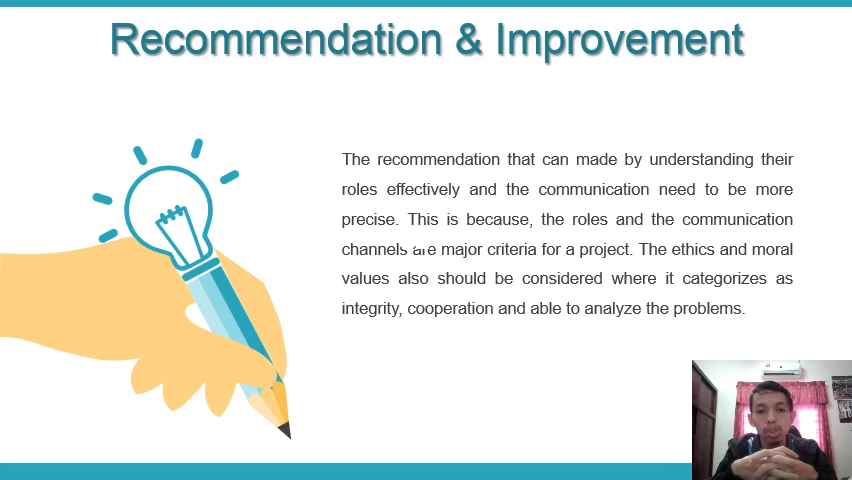 Recommendation & Improvement
The recommendation that can made by understanding their
roles effectively and the communication need to be more
precise. This is because, the roles and the communication
channels are major criteria for a project. The ethics and moral
values also should be considered where it categorizes as
integrity, cooperation and able to analyze the problems.